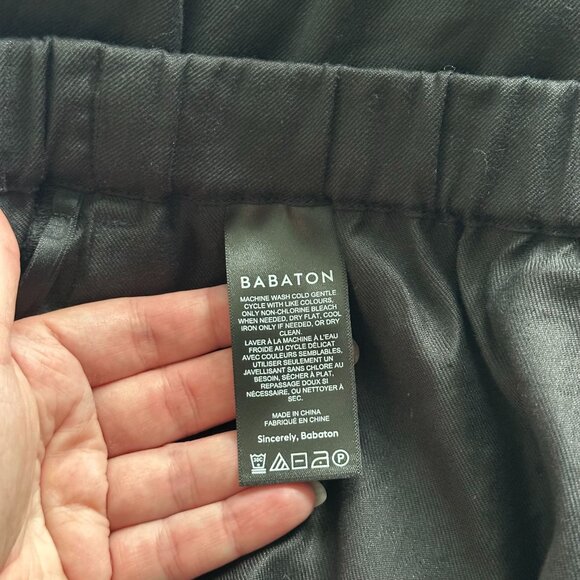 BABATON
MACHINE WASH COLD GENTLE
CYCLE WITH LIKE COLOURS,
ONLY NON-CHLORINE BLEACH
WHEN NEEDED, DRY FLAT, COOL
IRON ONLY IF NEEDED, OR DRY
CLEAN.
LAVER À LA MACHINE À L'EAU
FROIDE AU CYCLE DÉLICAT
AVEC COULEURS SEMBLABLES,
UTILISER SEULEMENT UN
JAVELLISANT SANS CHLORE AU
BESOIN, SÉCHER À PLAT,
REPASSAGE DOUX SI
NÉCESSAIRE, OU NETTOYER À
SEC.
MADE IN CHINA
FABRIQUÉ EN CHINE
Sincerely, Babaton
30C P